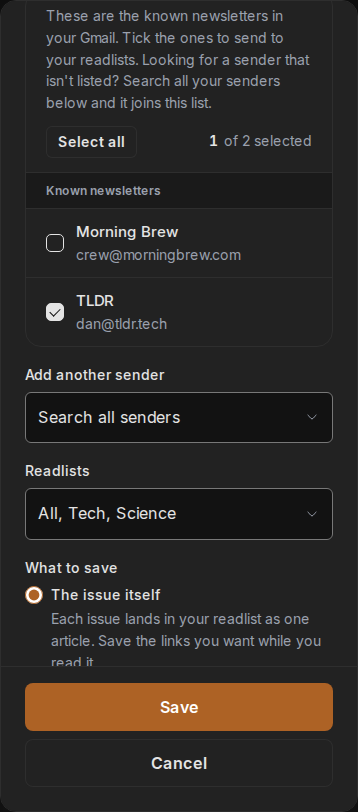 These are the known newsletters in
your Gmail. Tick the ones to send to
your readlists. Looking for a sender that
isn't listed? Search all your senders
below and it joins this list.
Select all
1 of 2 selected
Known newsletters
Morning Brew
crew@morningbrew.com
TLDR
dan@tldr.tech
Add another sender
Search all senders
Readlists
All, Tech, Science
What to save
The issue itself
Each issue lands in your readlist as one
article. Save the links you want while you
read it.
Save
Cancel